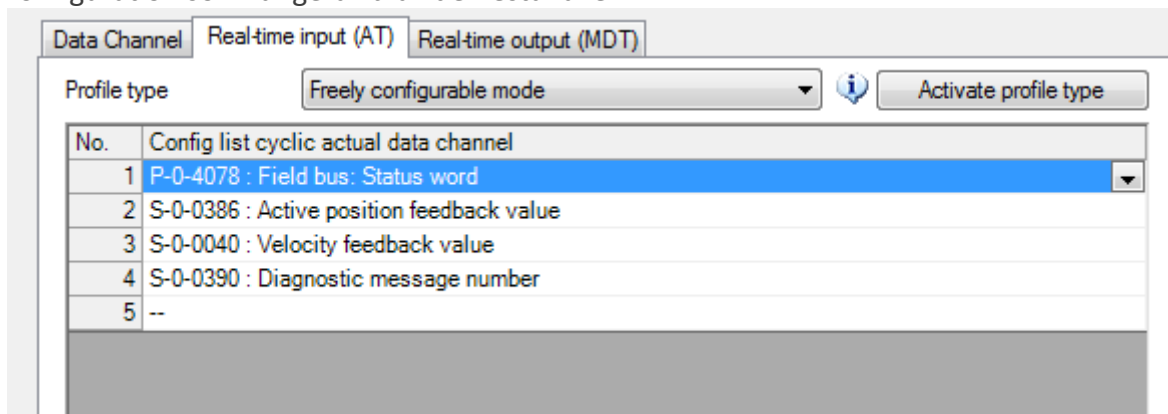 Data Channel Real-time input (AT) Real-time output (MDT)
Profile type Freely configurable mode Activate profile type
No. Config list cyclic actual data channel
1 P-0-4078 : Field bus: Status word
2 S-0-0386 : Active position feedback value
3 S-0-0040 : Velocity feedback value
4 S-0-0390 : Diagnostic message number
5 --